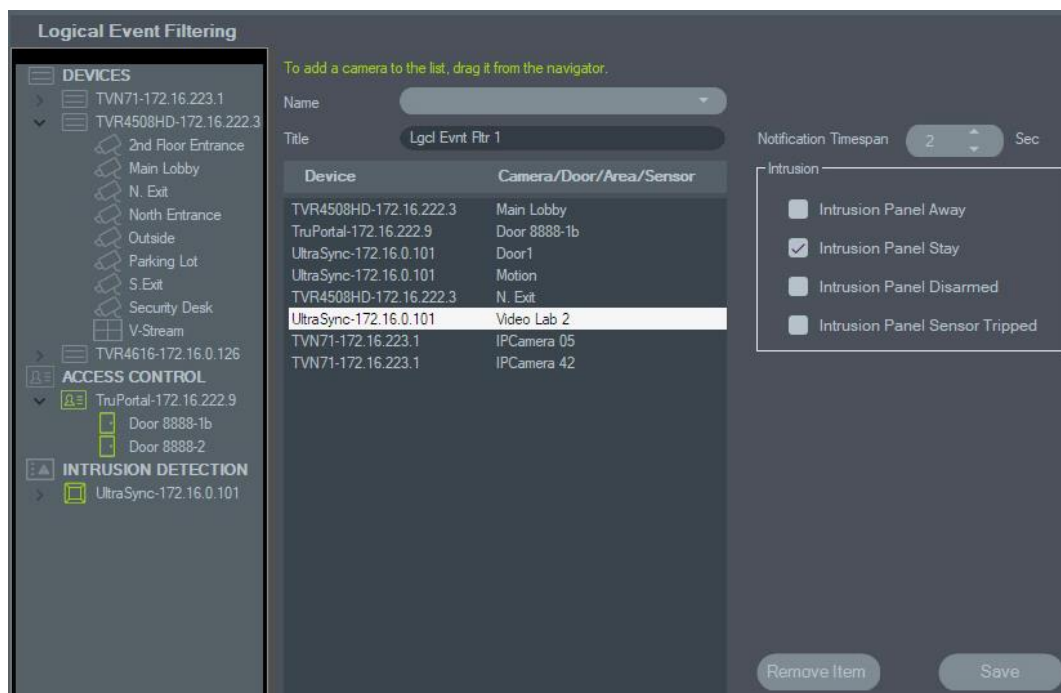 Logical Event Filtering
DEVICES
TVN71-172.16.223.1
TVR4508HD-172.16.222.3
2nd Floor Entrance
Main Lobby
N. Exit
North Entrance
Outside
Parking Lot
S.Exit
Security Desk
V-Stream
TVR4616-172.16.0.126
ACCESS CONTROL
TruPortal-172.16.222.9
Door 8888-1b
Door 8888-2
INTRUSION DETECTION
UltraSync-172.16.0.101
To add a camera to the list, drag it from the navigator.
Name
Title Lgcl Evnt Fltr 1
Device Camera/Door/Area/Sensor
TVR4508HD-172.16.222.3 Main Lobby
TruPortal-172.16.222.9 Door 8888-1b
UltraSync-172.16.0.101 Door1
UltraSync-172.16.0.101 Motion
TVR4508HD-172.16.222.3 N. Exit
UltraSync-172.16.0.101 Video Lab 2
TVN71-172.16.223.1 IPCamera 05
TVN71-172.16.223.1 IPCamera 42
Notification Timespan 2 Sec
Intrusion
Intrusion Panel Away
Intrusion Panel Stay
Intrusion Panel Disarmed
Intrusion Panel Sensor Tripped
Remove Item Save